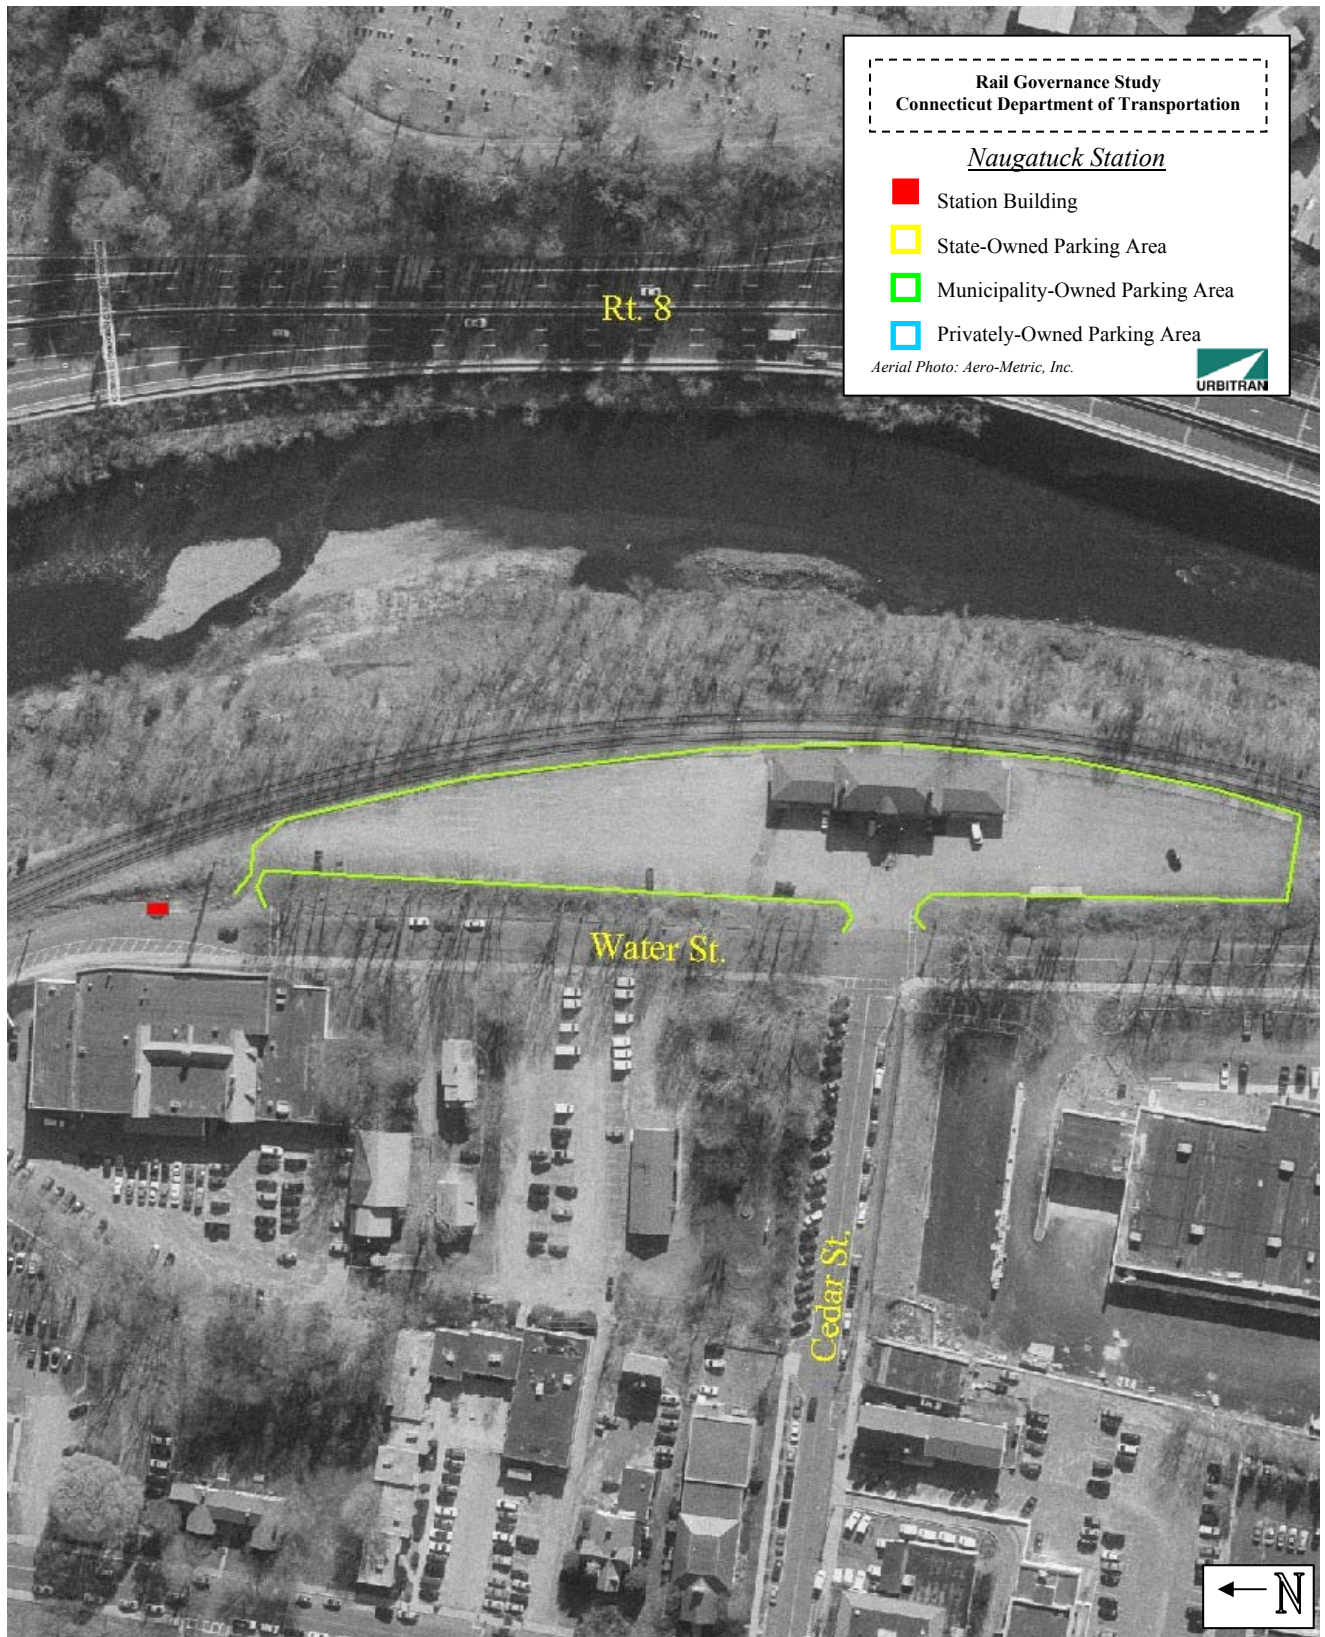 Rail Governance Study
Connecticut Department of Transportation
Naugatuck Station
Station Building
State-Owned Parking Area
Municipality-Owned Parking Area
Privately-Owned Parking Area
Aerial Photo: Aero-Metric, Inc.
URBITRAN
Rt. 8
Water St.
Cedar St.
N